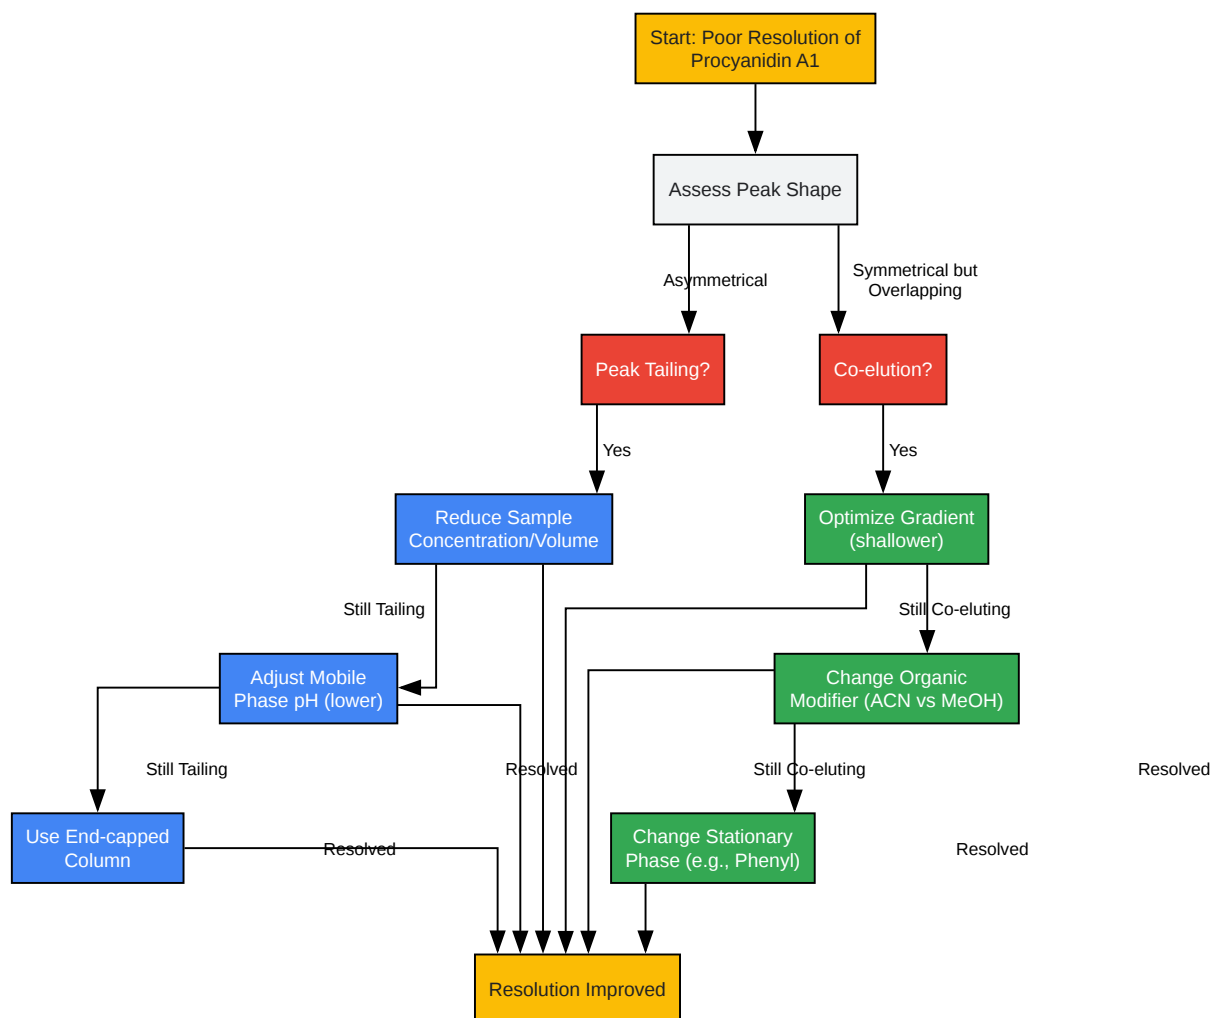 Start: Poor Resolution of
Procyanidin A1
Assess Peak Shape
Asymmetrical
Symmetrical but
Overlapping
Peak Tailing?
Co-elution?
Yes
Yes
Reduce Sample
Concentration/Volume
Optimize Gradient
(shallower)
Still Tailing
Still Co-eluting
Adjust Mobile
Phase pH (lower)
Change Organic
Modifier (ACN vs MeOH)
Still Tailing
Resolved
Still Co-eluting
Resolved
Use End-capped
Column
Resolved
Change Stationary
Phase (e.g., Phenyl)
Resolved
Resolution Improved